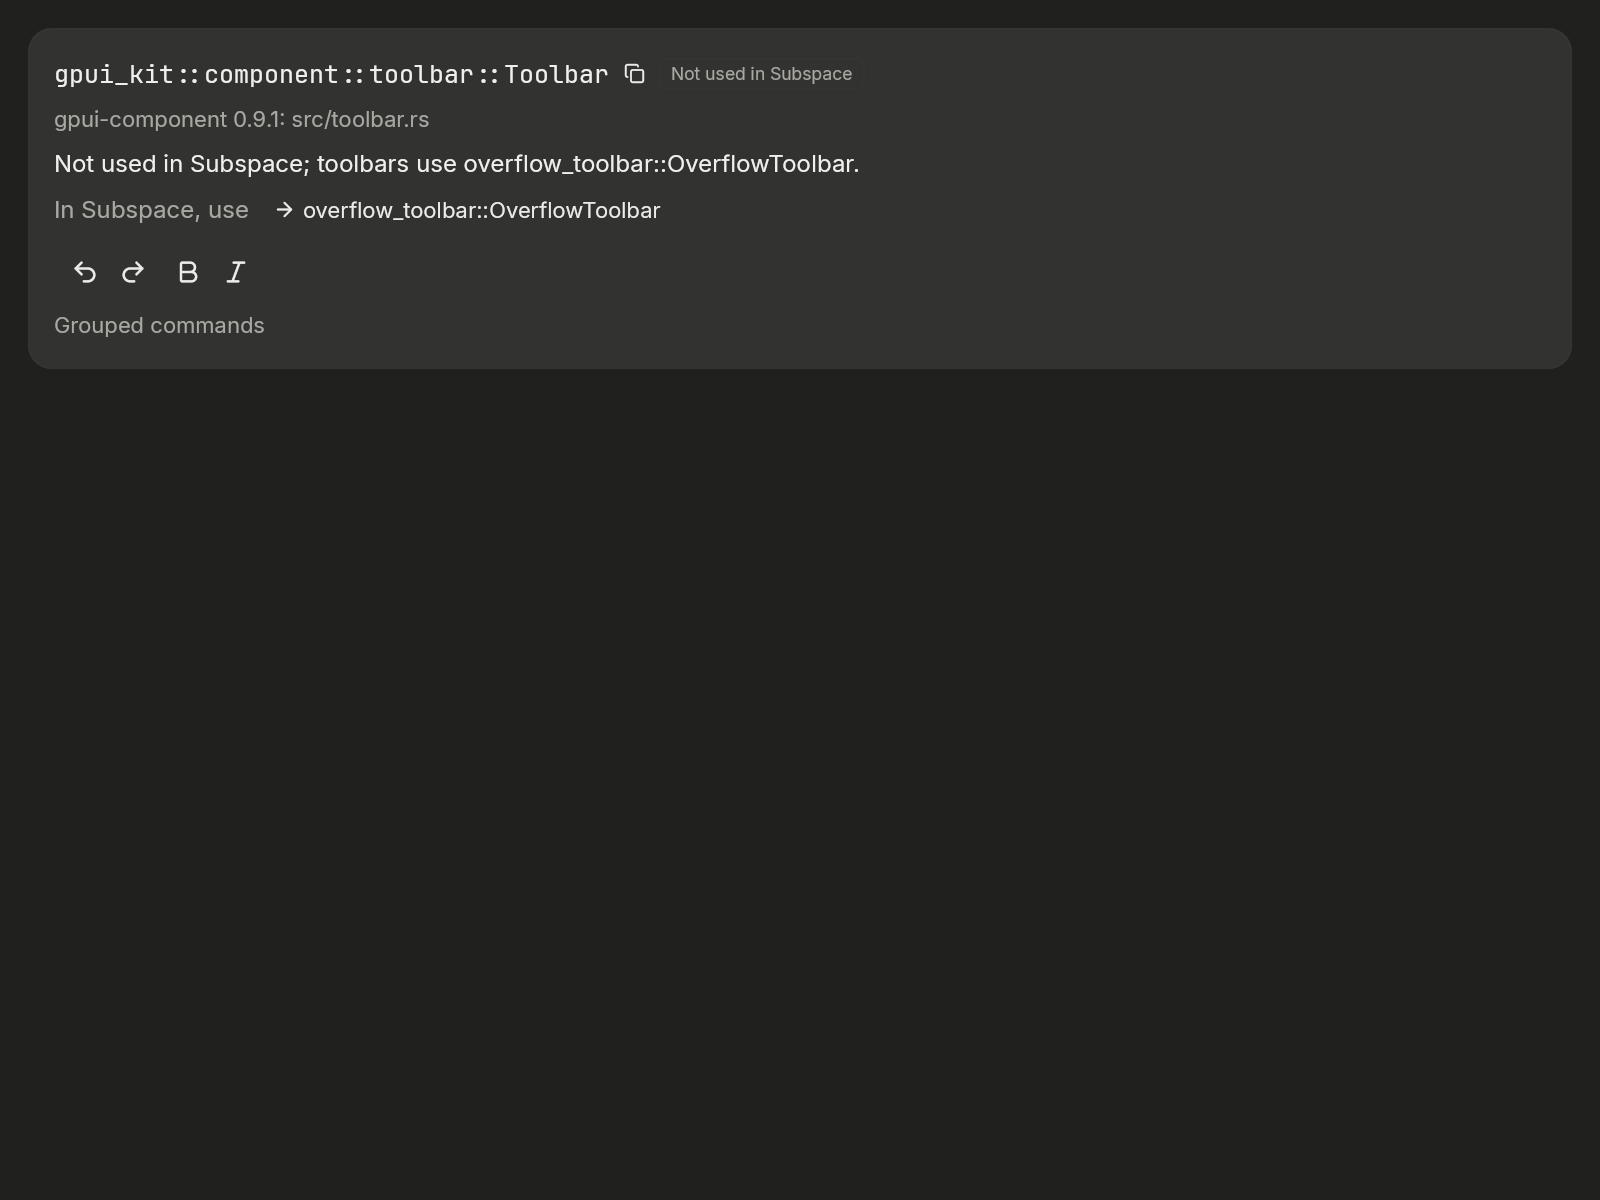 gpui_kit::component::toolbar::Toolbar Not used in Subspace
gpui-component 0.9.1: src/toolbar.rs
Not used in Subspace; toolbars use overflow_toolbar::OverflowToolbar.
In Subspace, use → overflow_toolbar::OverflowToolbar
B I
Grouped commands